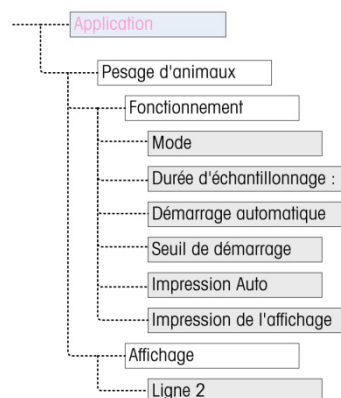 Application
Pesage d'animaux
Fonctionnement
Mode
Durée d'échantillonnage :
Démarrage automatique
Seuil de démarrage
Impression Auto
Impression de l'affichage
Affichage
Ligne 2